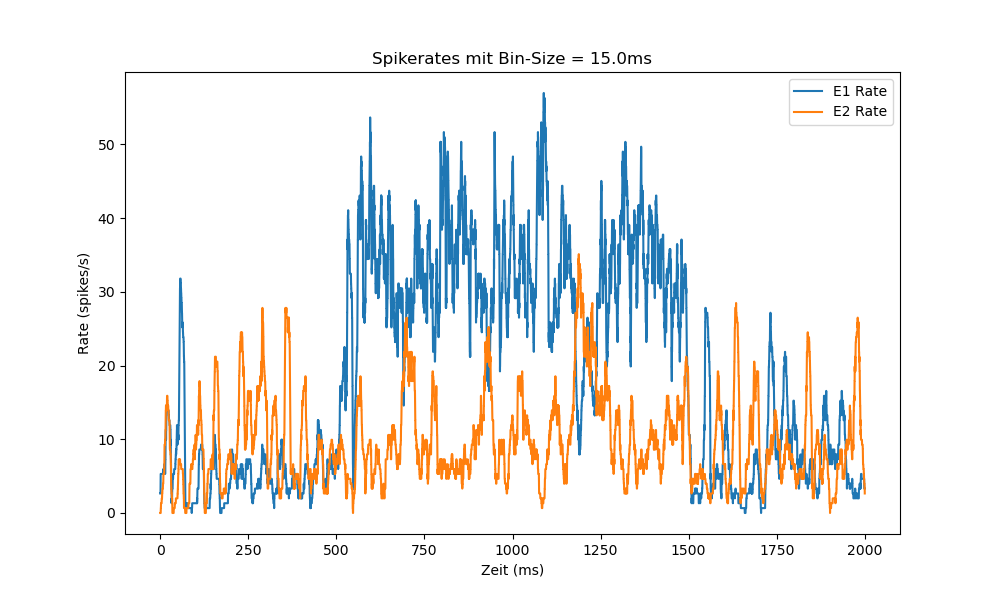 Spikerates mit Bin-Size = 15.0ms
E1 Rate
E2 Rate
50
40
30
20
10
0
Rate (spikes/s)
0 250 500 750 1000 1250 1500 1750 2000
Zeit (ms)